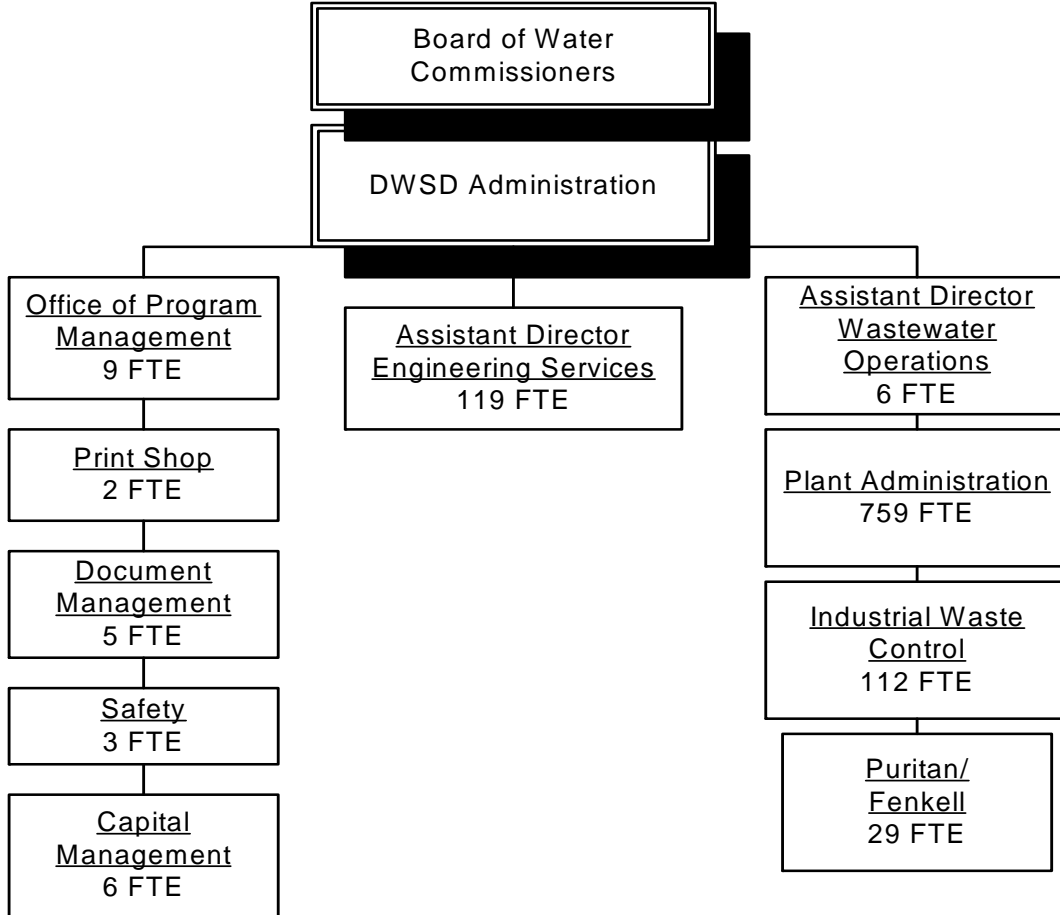 Board of Water
Commissioners
DWSD Administration
Office of Program
Management
9 FTE
Print Shop
2 FTE
Document
Management
5 FTE
Safety
3 FTE
Capital
Management
6 FTE
Assistant Director
Engineering Services
119 FTE
Assistant Director
Wastewater
Operations
6 FTE
Plant Administration
759 FTE
Industrial Waste
Control
112 FTE
Puritan/
Fenkell
29 FTE